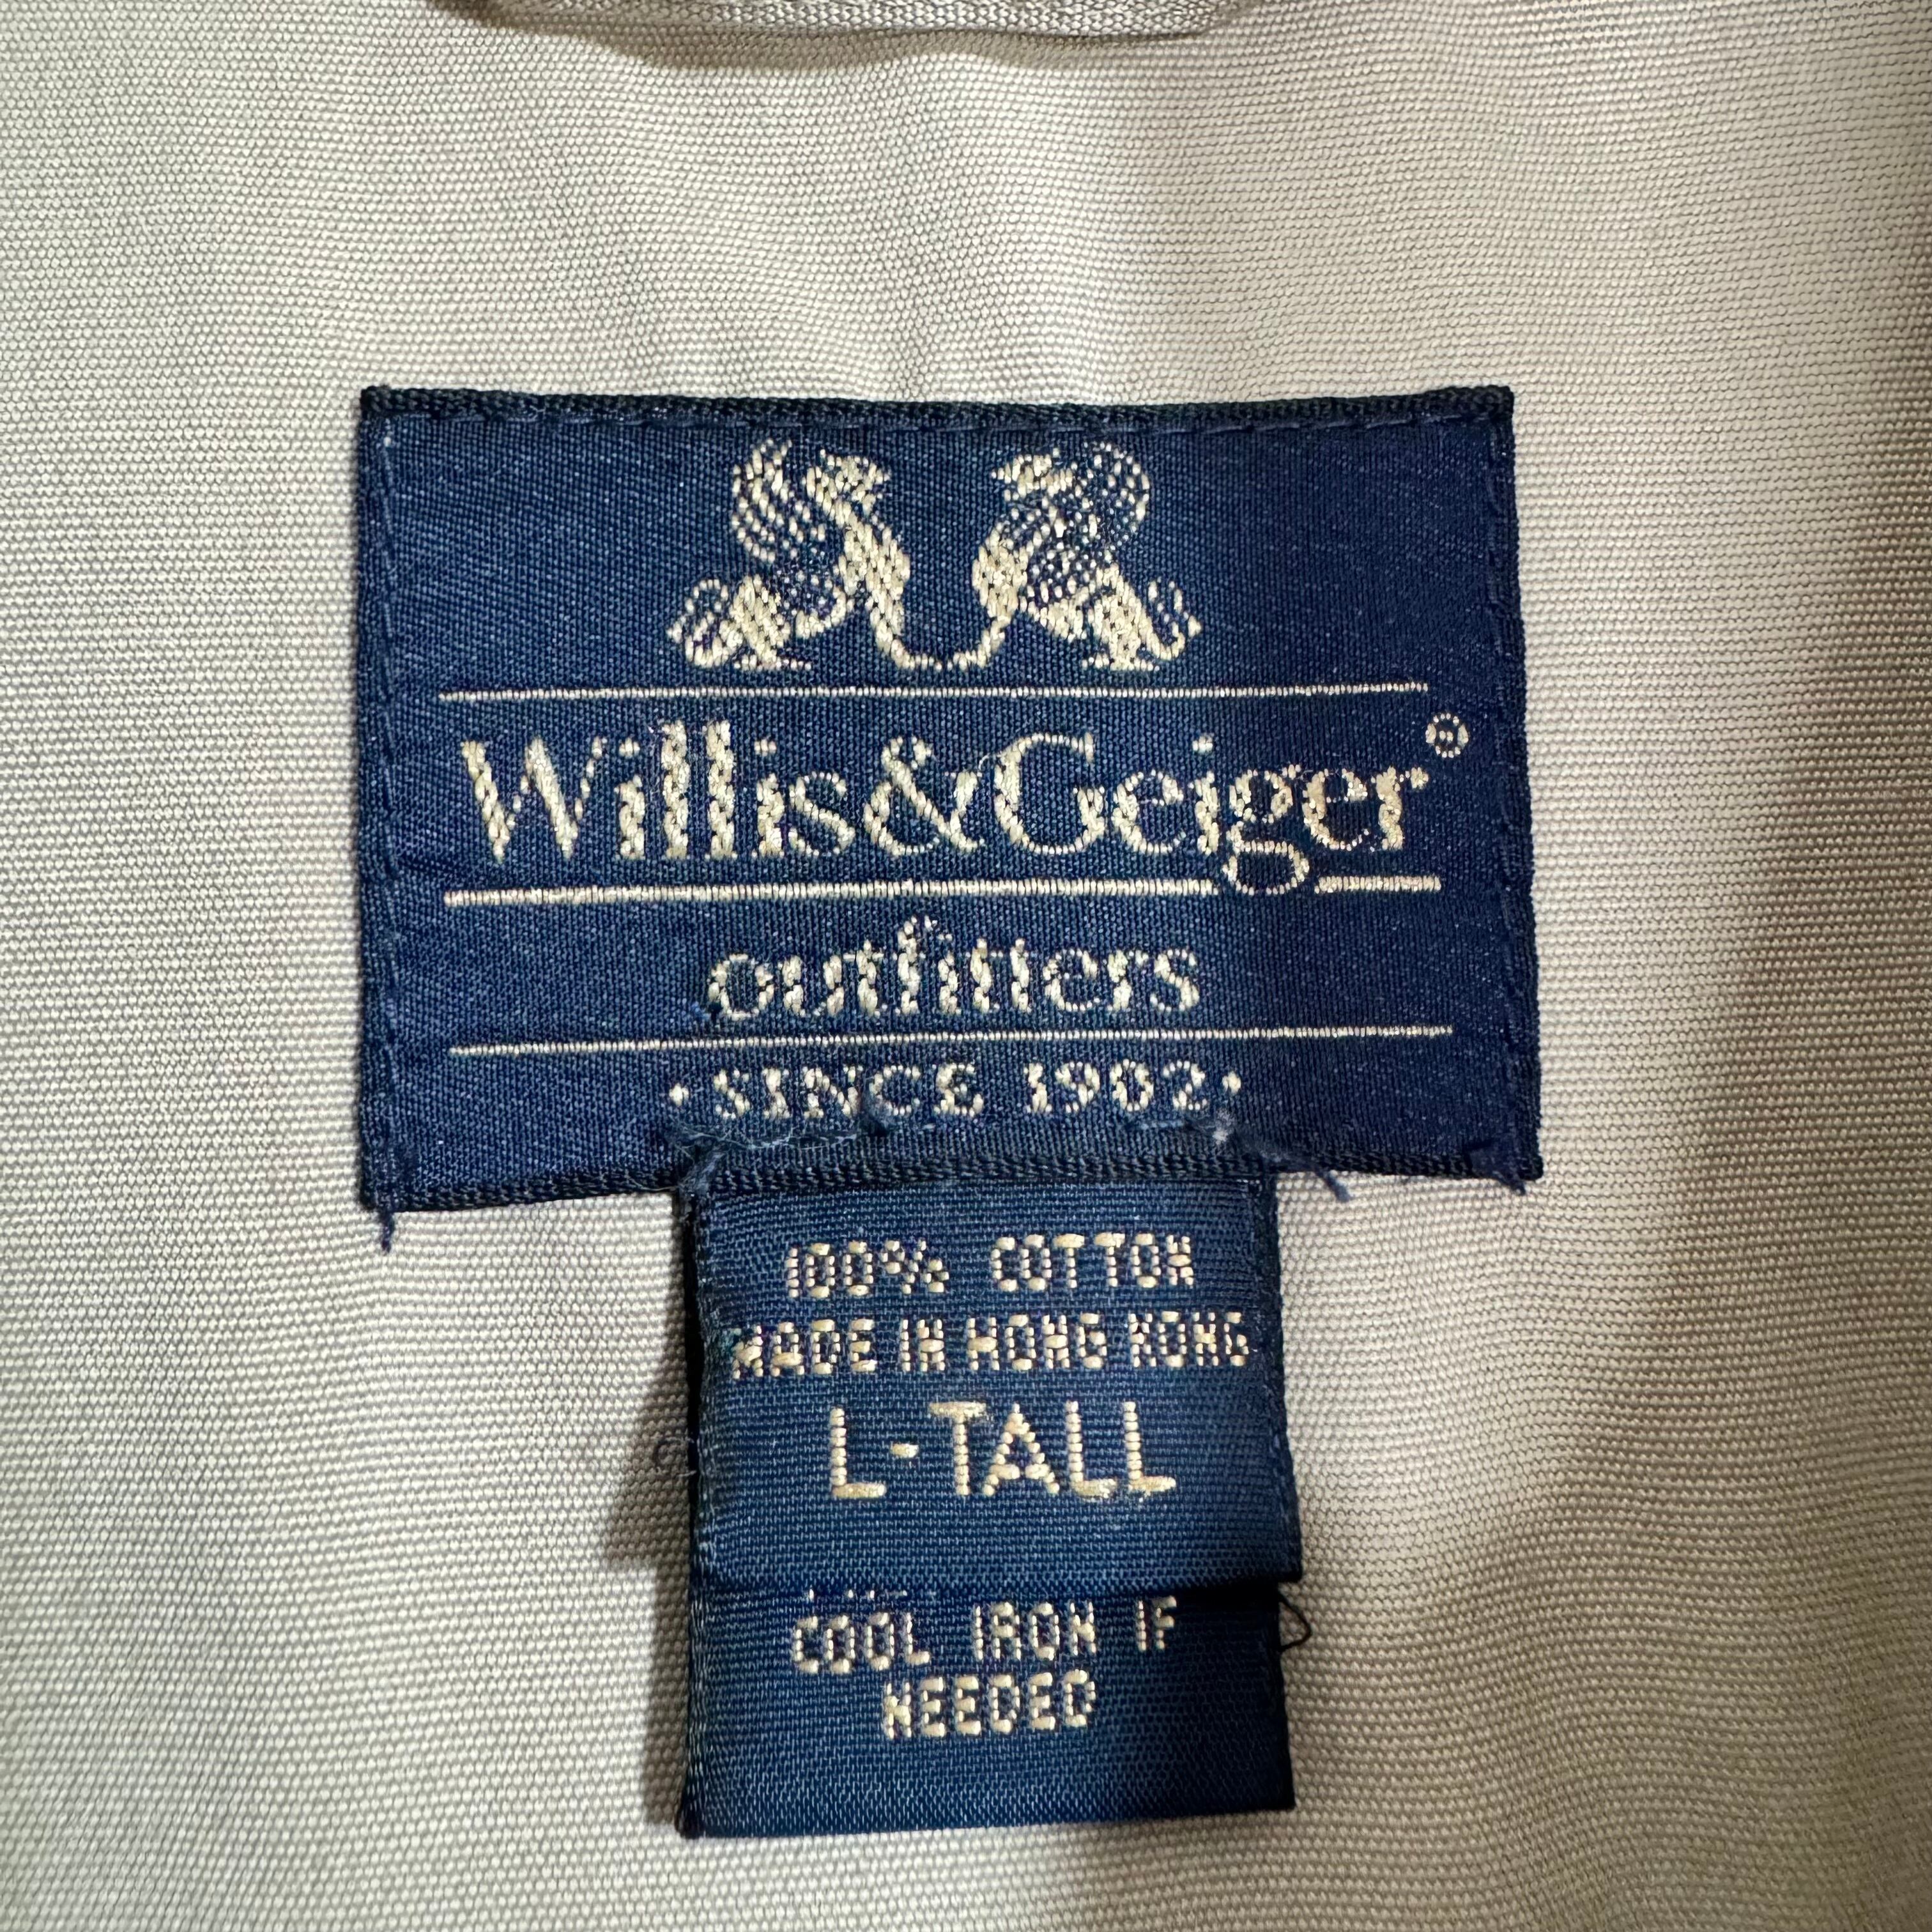 Willis&Geiger®
outfitters
·SINCE 1902·
100% COTTON
MADE IN HONG KONG
L-TALL
COOL IRON IF
NEEDED